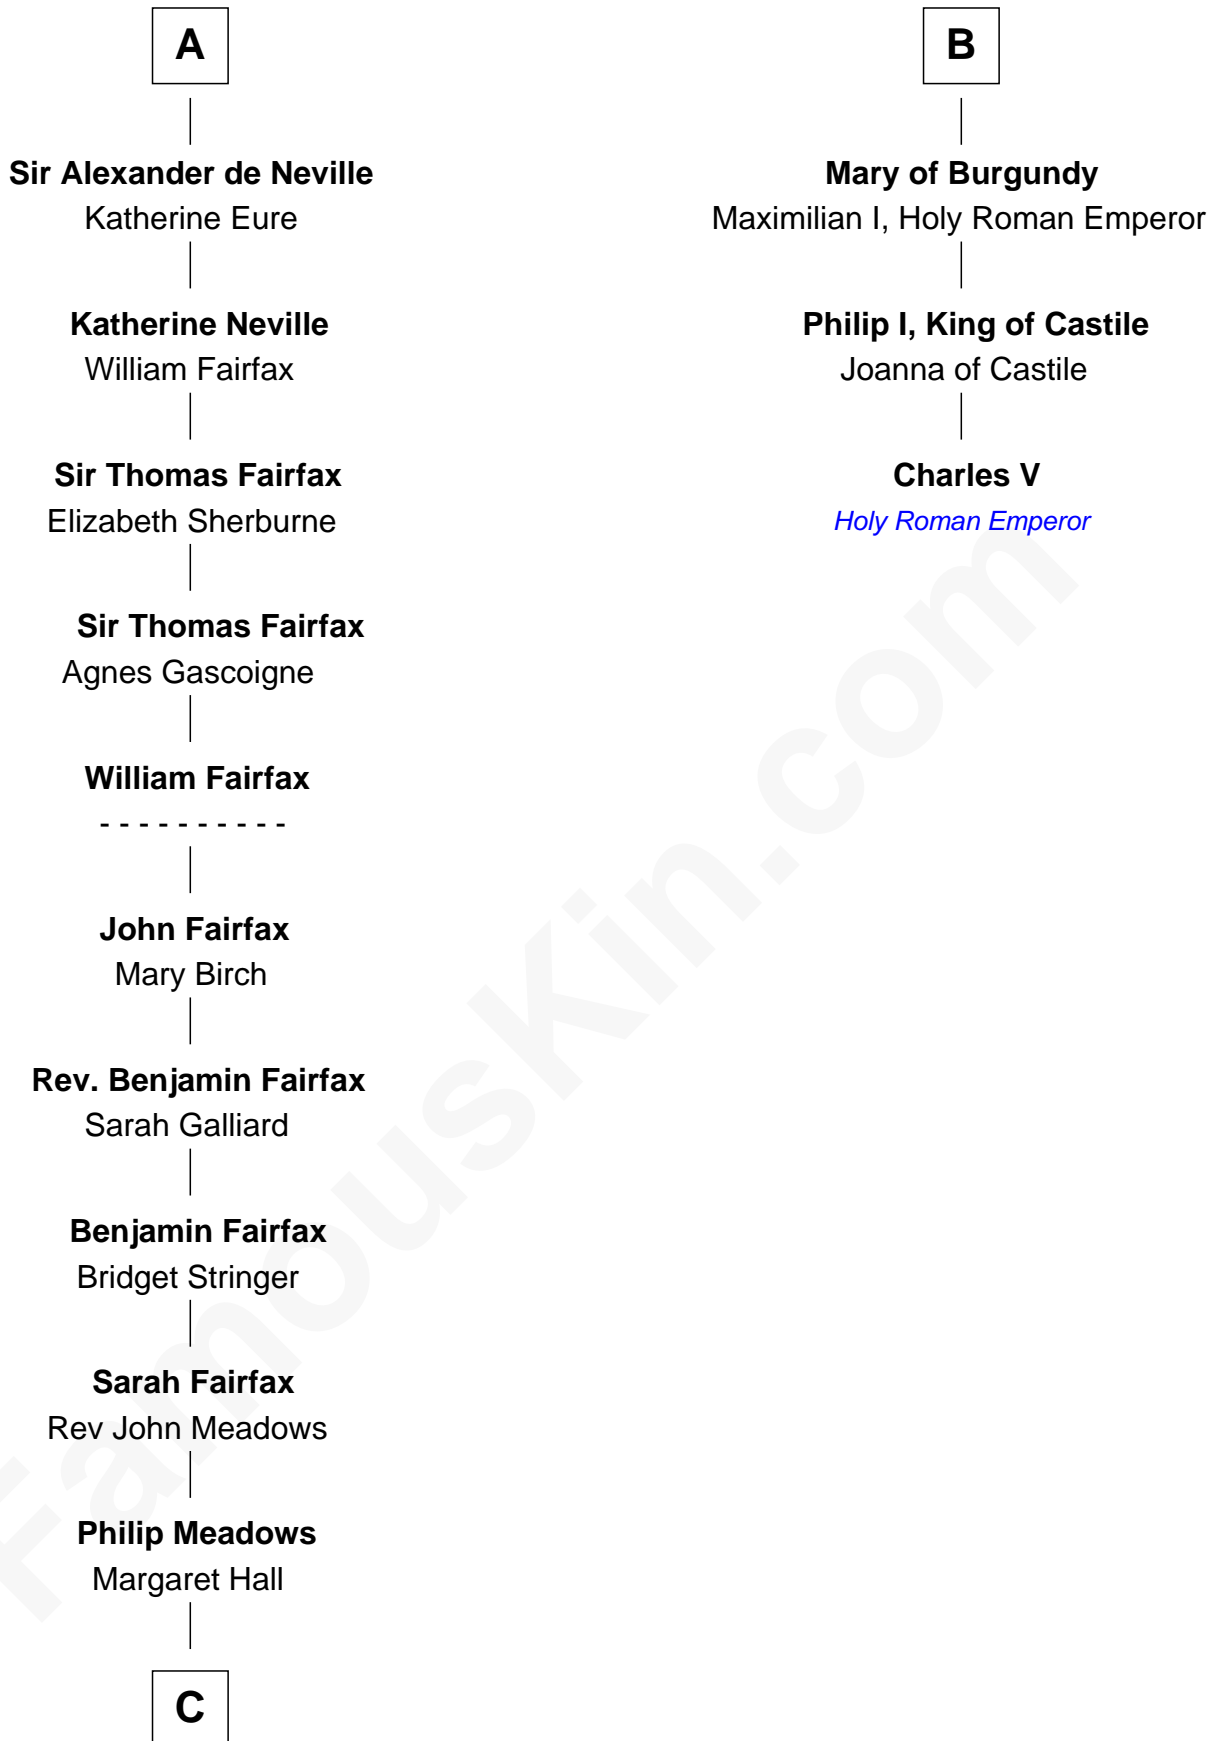 A
Sir Alexander de Neville
Katherine Eure
Katherine Neville
William Fairfax
Sir Thomas Fairfax
Elizabeth Sherburne
Sir Thomas Fairfax
Agnes Gascoigne
William Fairfax
- - - - - - - - - -
John Fairfax
Mary Birch
Rev. Benjamin Fairfax
Sarah Galliard
Benjamin Fairfax
Bridget Stringer
Sarah Fairfax
Rev John Meadows
Philip Meadows
Margaret Hall
C
B
Mary of Burgundy
Maximilian I, Holy Roman Emperor
Philip I, King of Castile
Joanna of Castile
Charles V
Holy Roman Emperor
FamousKin.com